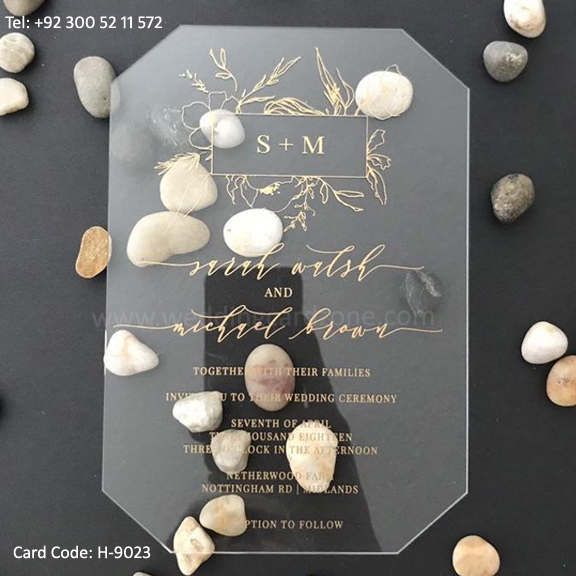 Tel: +92 300 52 11 572
S + M
sarah walsh
AND
michael brown
TOGETHER WITH THEIR FAMILIES
INVITE YOU TO THEIR WEDDING CEREMONY
SEVENTH OF APRIL
TWO THOUSAND EIGHTEEN
THREE O'CLOCK IN THE AFTERNOON
NETHERWOOD FARM
NOTTINGHAM RD | MIDLANDS
RECEPTION TO FOLLOW
Card Code: H-9023